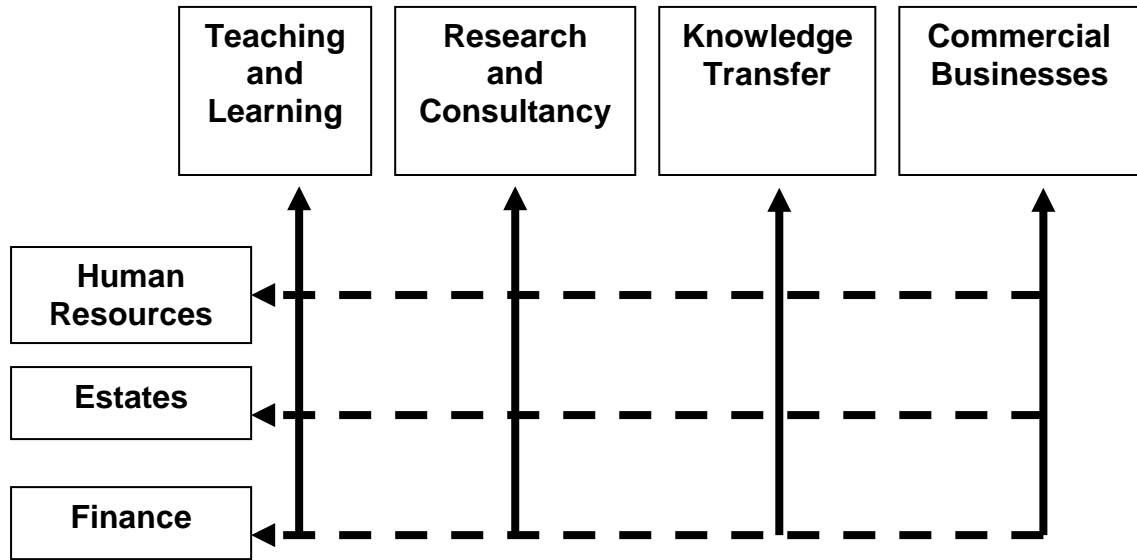 Teaching
and
Learning
Research
and
Consultancy
Knowledge
Transfer
Commercial
Businesses
Human
Resources
Estates
Finance